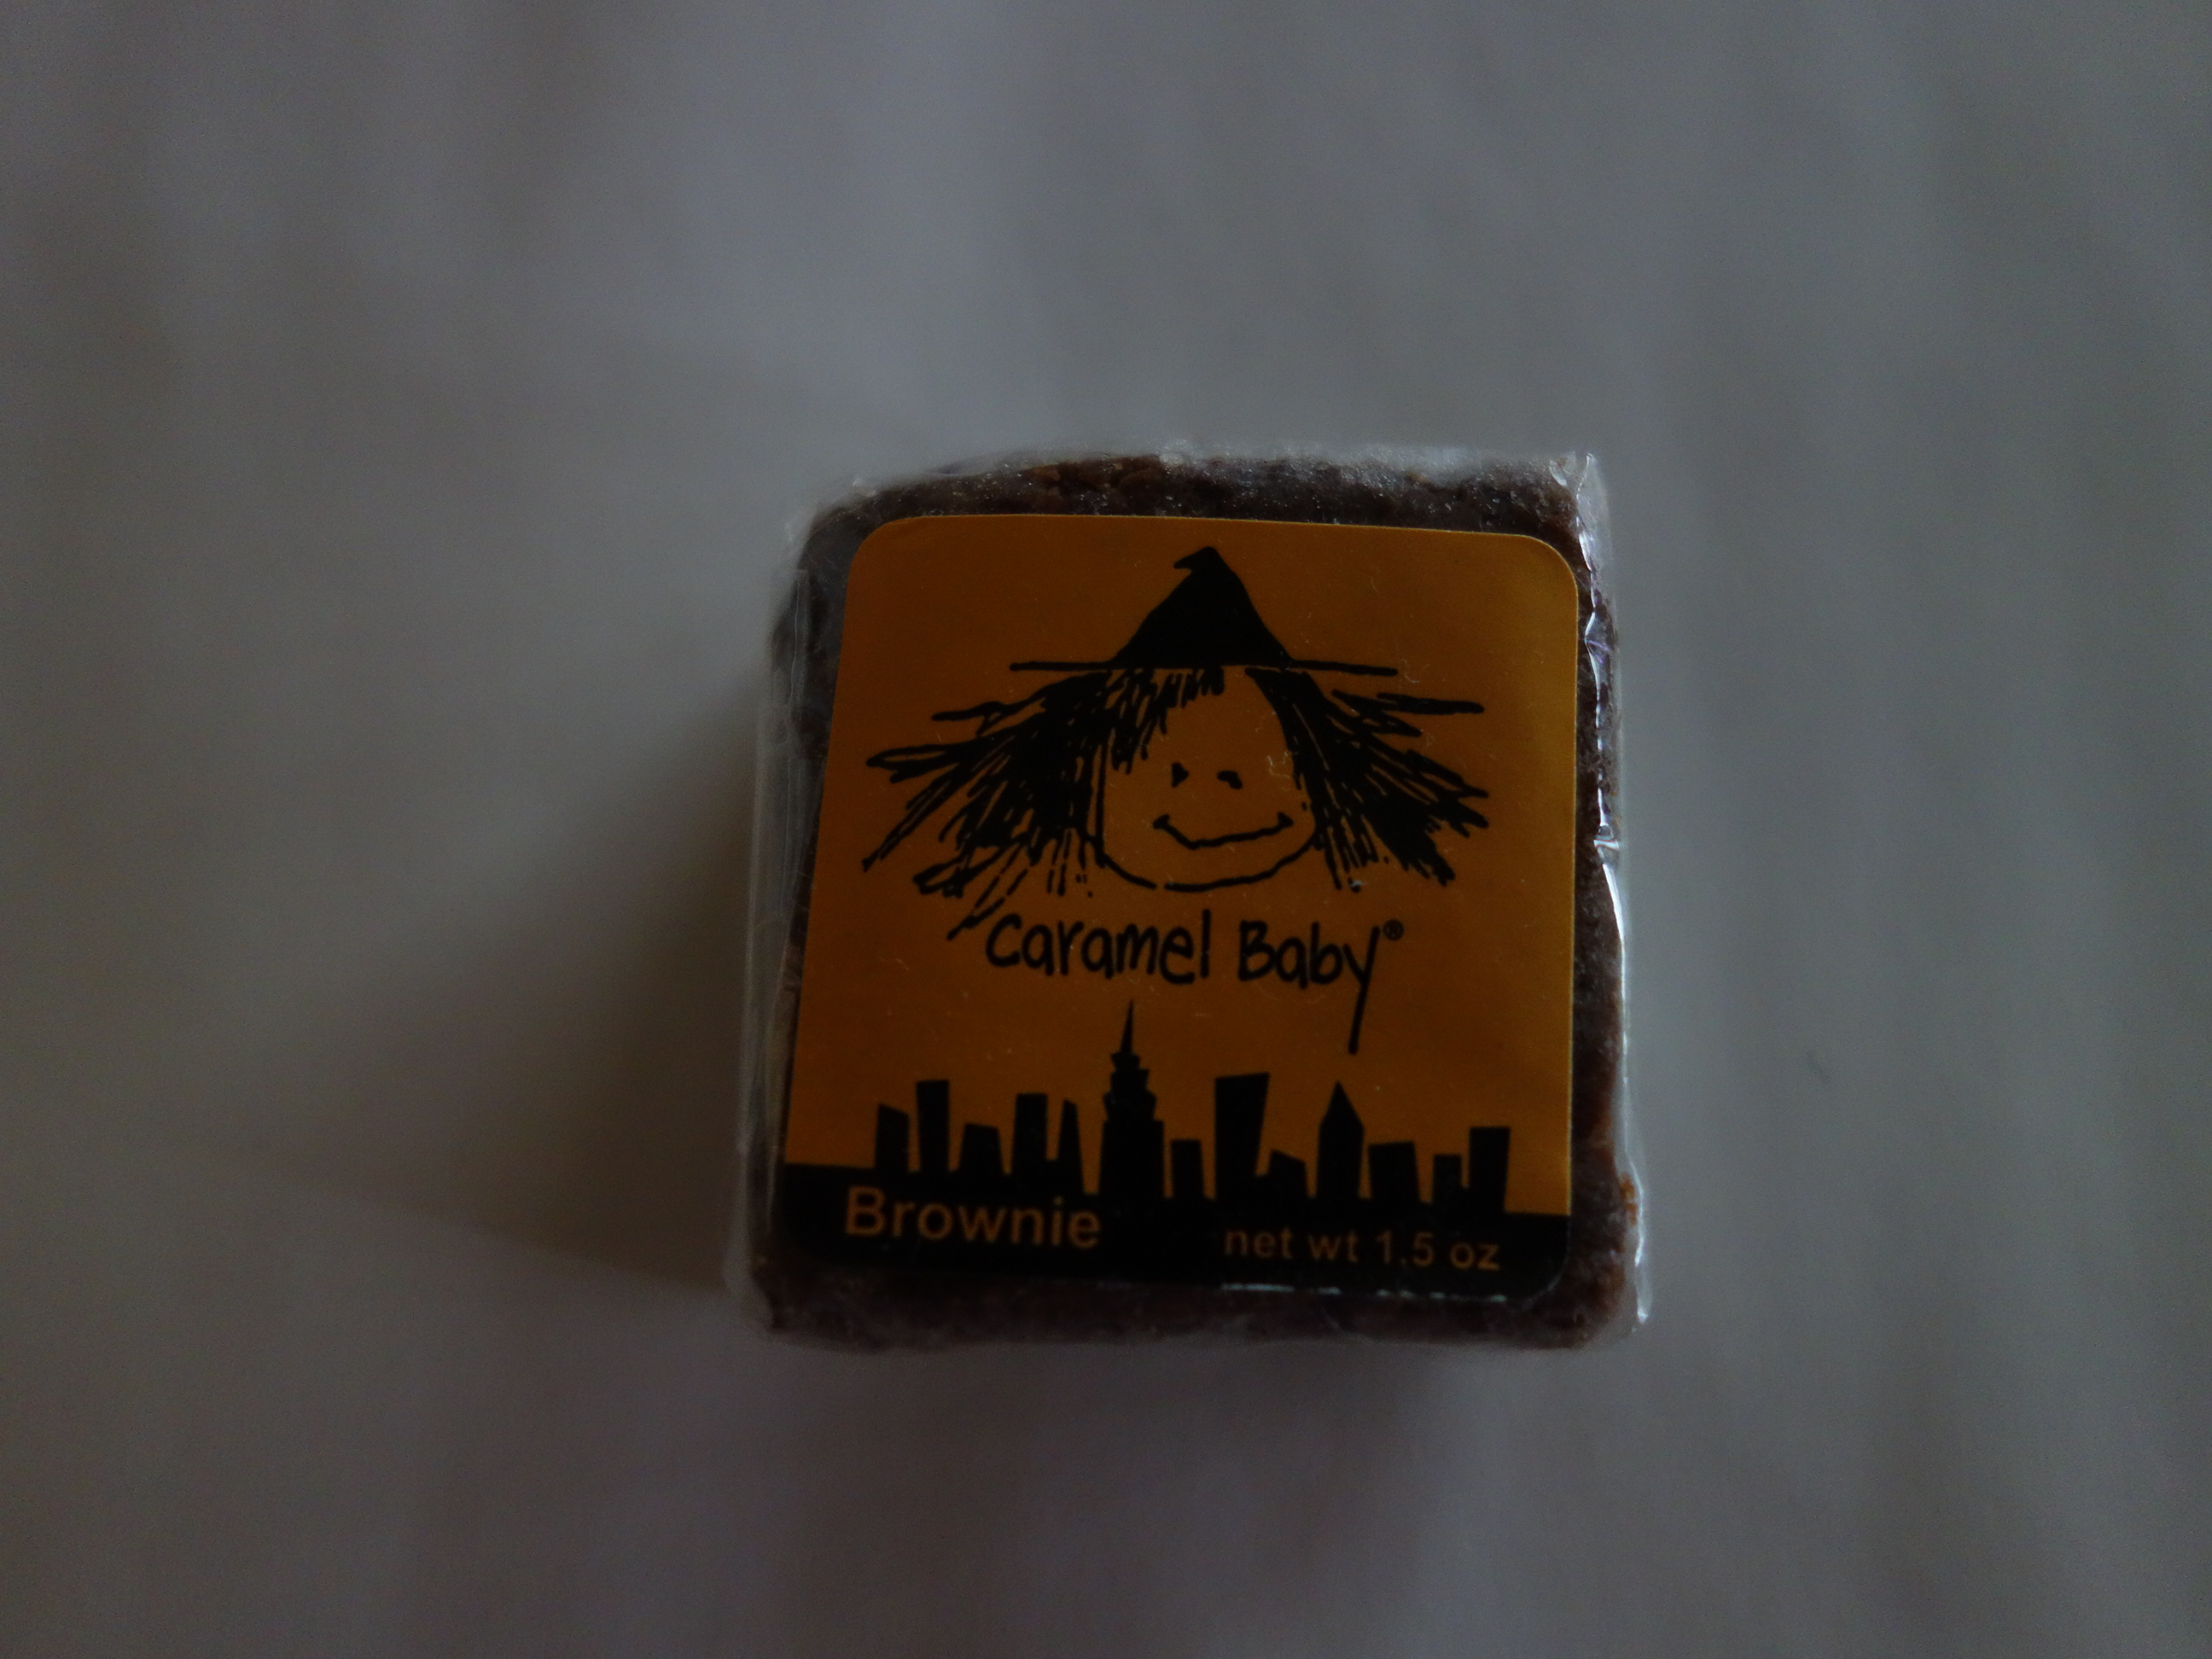 Caramel Baby®
Brownie
net wt 1.5 oz